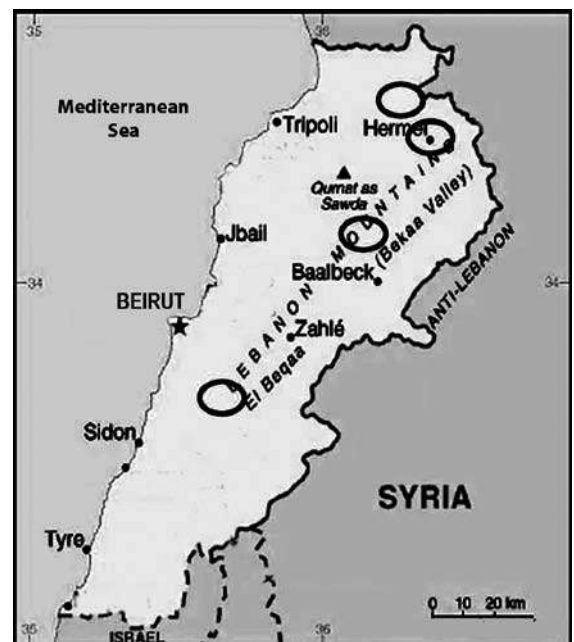 35
36
Mediterranean
Sea
Tripoli
Hermel
Qurnat as
Sawda
Jbail
LEBANON MOUNTAINS
(Bekaa Valley)
Baalbeck
34
34
ANTI-LEBANON
BEIRUT
Zahlé
El Beqaa
Sidon
SYRIA
Tyre
0 10 20 km
35
36
ISRAEL